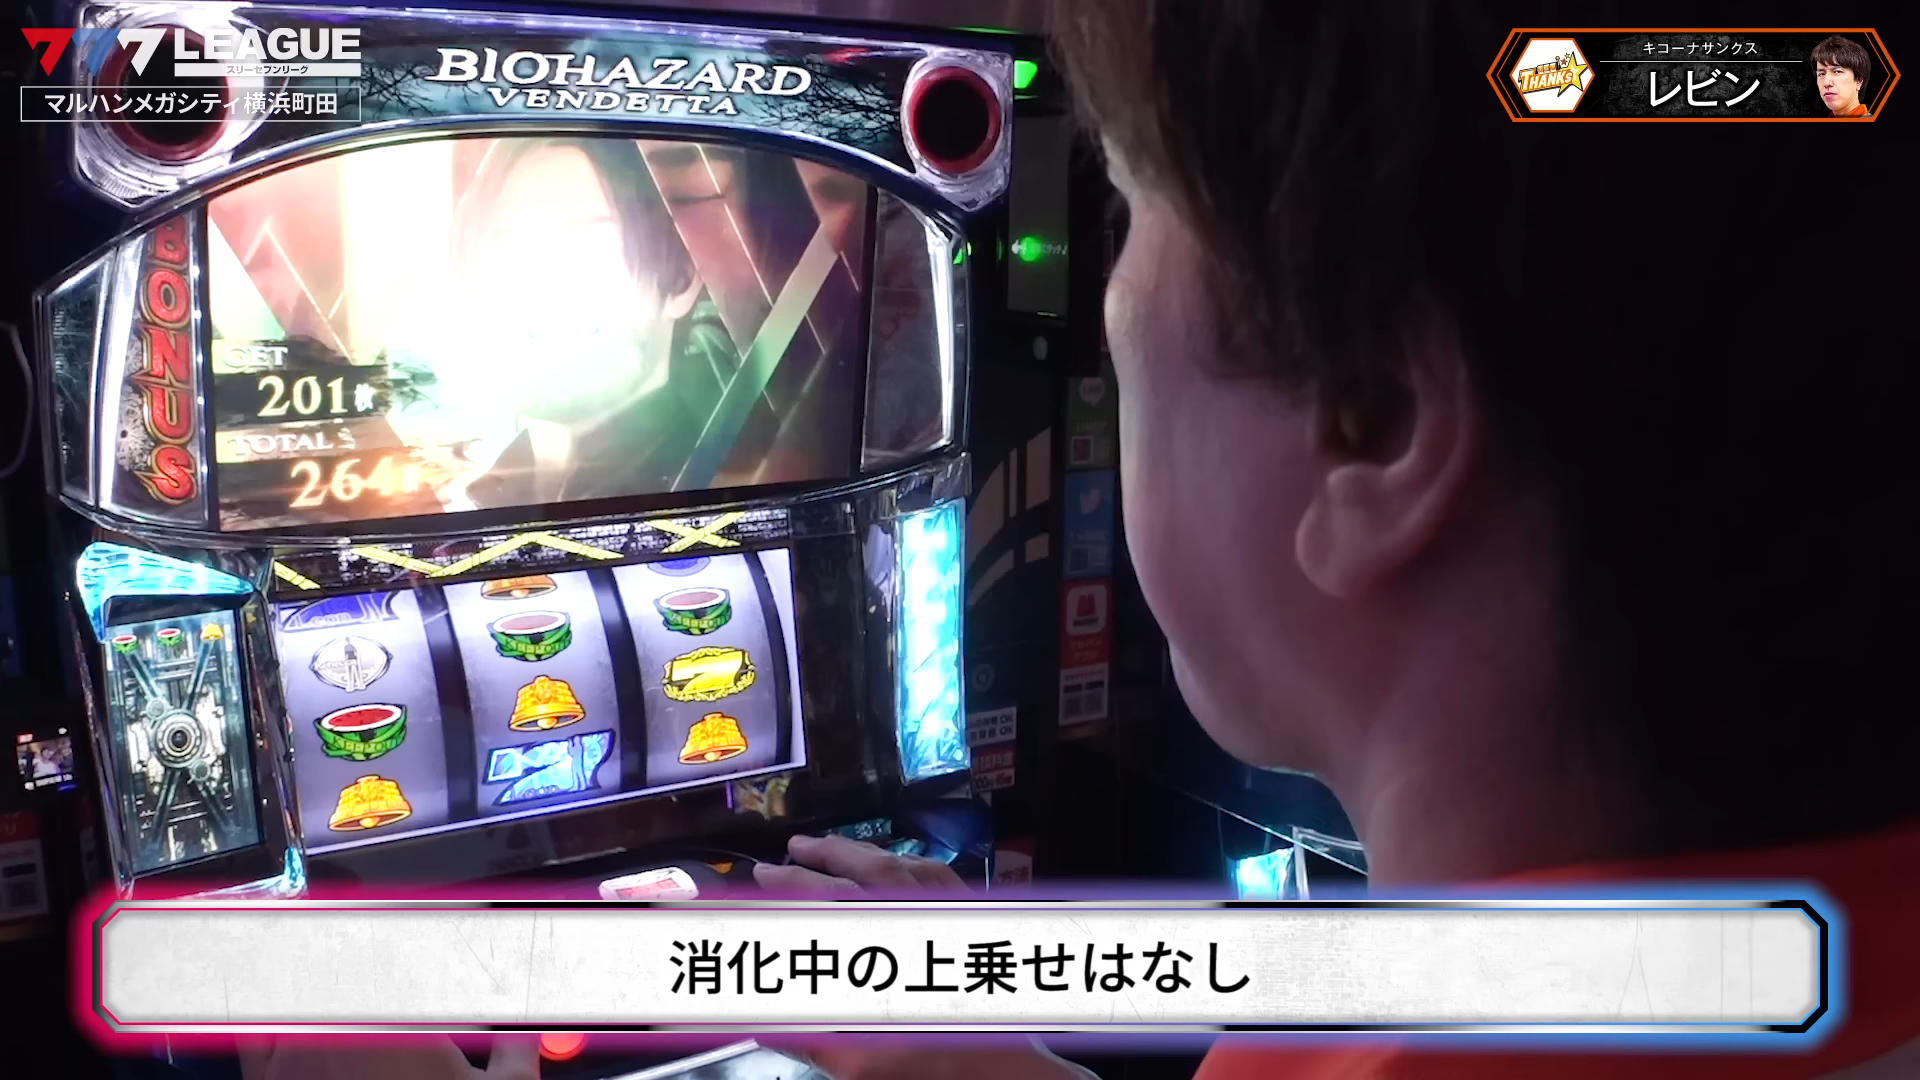 777 LEAGUE
スリーセブンリーグ
マルハンメガシティ横浜町田
キコーナサンクス
レビン
THANKS
BIOHAZARD
VENDETTA
BONUS
GET
201枚
TOTAL
264
消化中の上乗せはなし